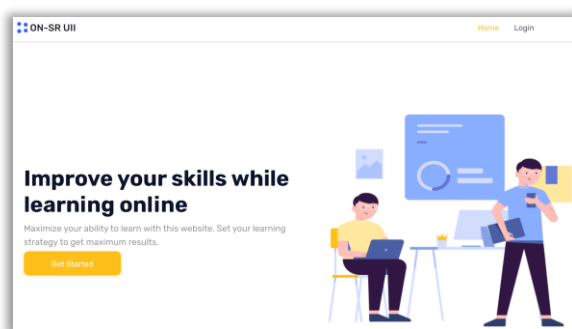 ON-SR UII
Home Login
Improve your skills while
learning online
Maximize your ability to learn with this website. Set your learning
strategy to get maximum results.
Get Started